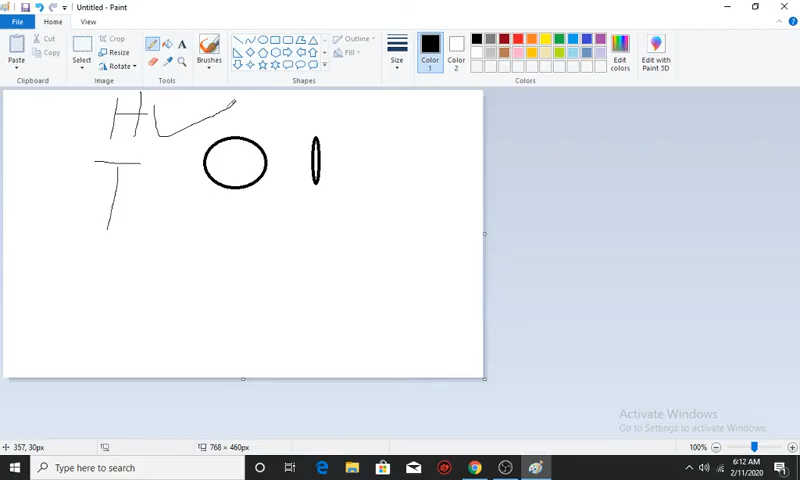 Untitled - Paint
File
Home
View
Paste
Cut
Copy
Clipboard
Select
Crop
Resize
Rotate
Image
A
Tools
Brushes
Shapes
Outline
Fill
Size
Color 1
Color 2
Edit colors
Edit with Paint 3D
Colors
H
T
Activate Windows
Go to Settings to activate Windows.
357, 30px
768 × 460px
100%
Type here to search
6:12 AM
2/11/2020